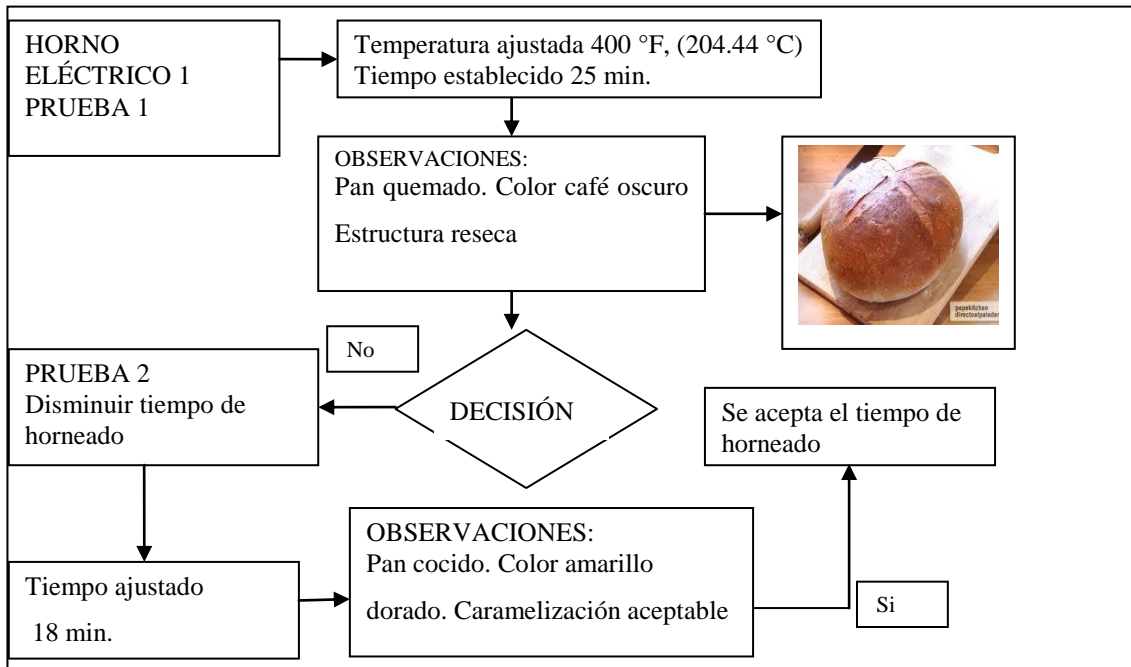 HORNO
ELÉCTRICO 1
PRUEBA 1
Temperatura ajustada 400 °F, (204.44 °C)
Tiempo establecido 25 min.
OBSERVACIONES:
Pan quemado. Color café oscuro
Estructura reseca
pepekitchen
directoalpaladar
No
DECISIÓN
PRUEBA 2
Disminuir tiempo de
horneado
Se acepta el tiempo de
horneado
Tiempo ajustado
18 min.
OBSERVACIONES:
Pan cocido. Color amarillo
dorado. Caramelización aceptable
Si